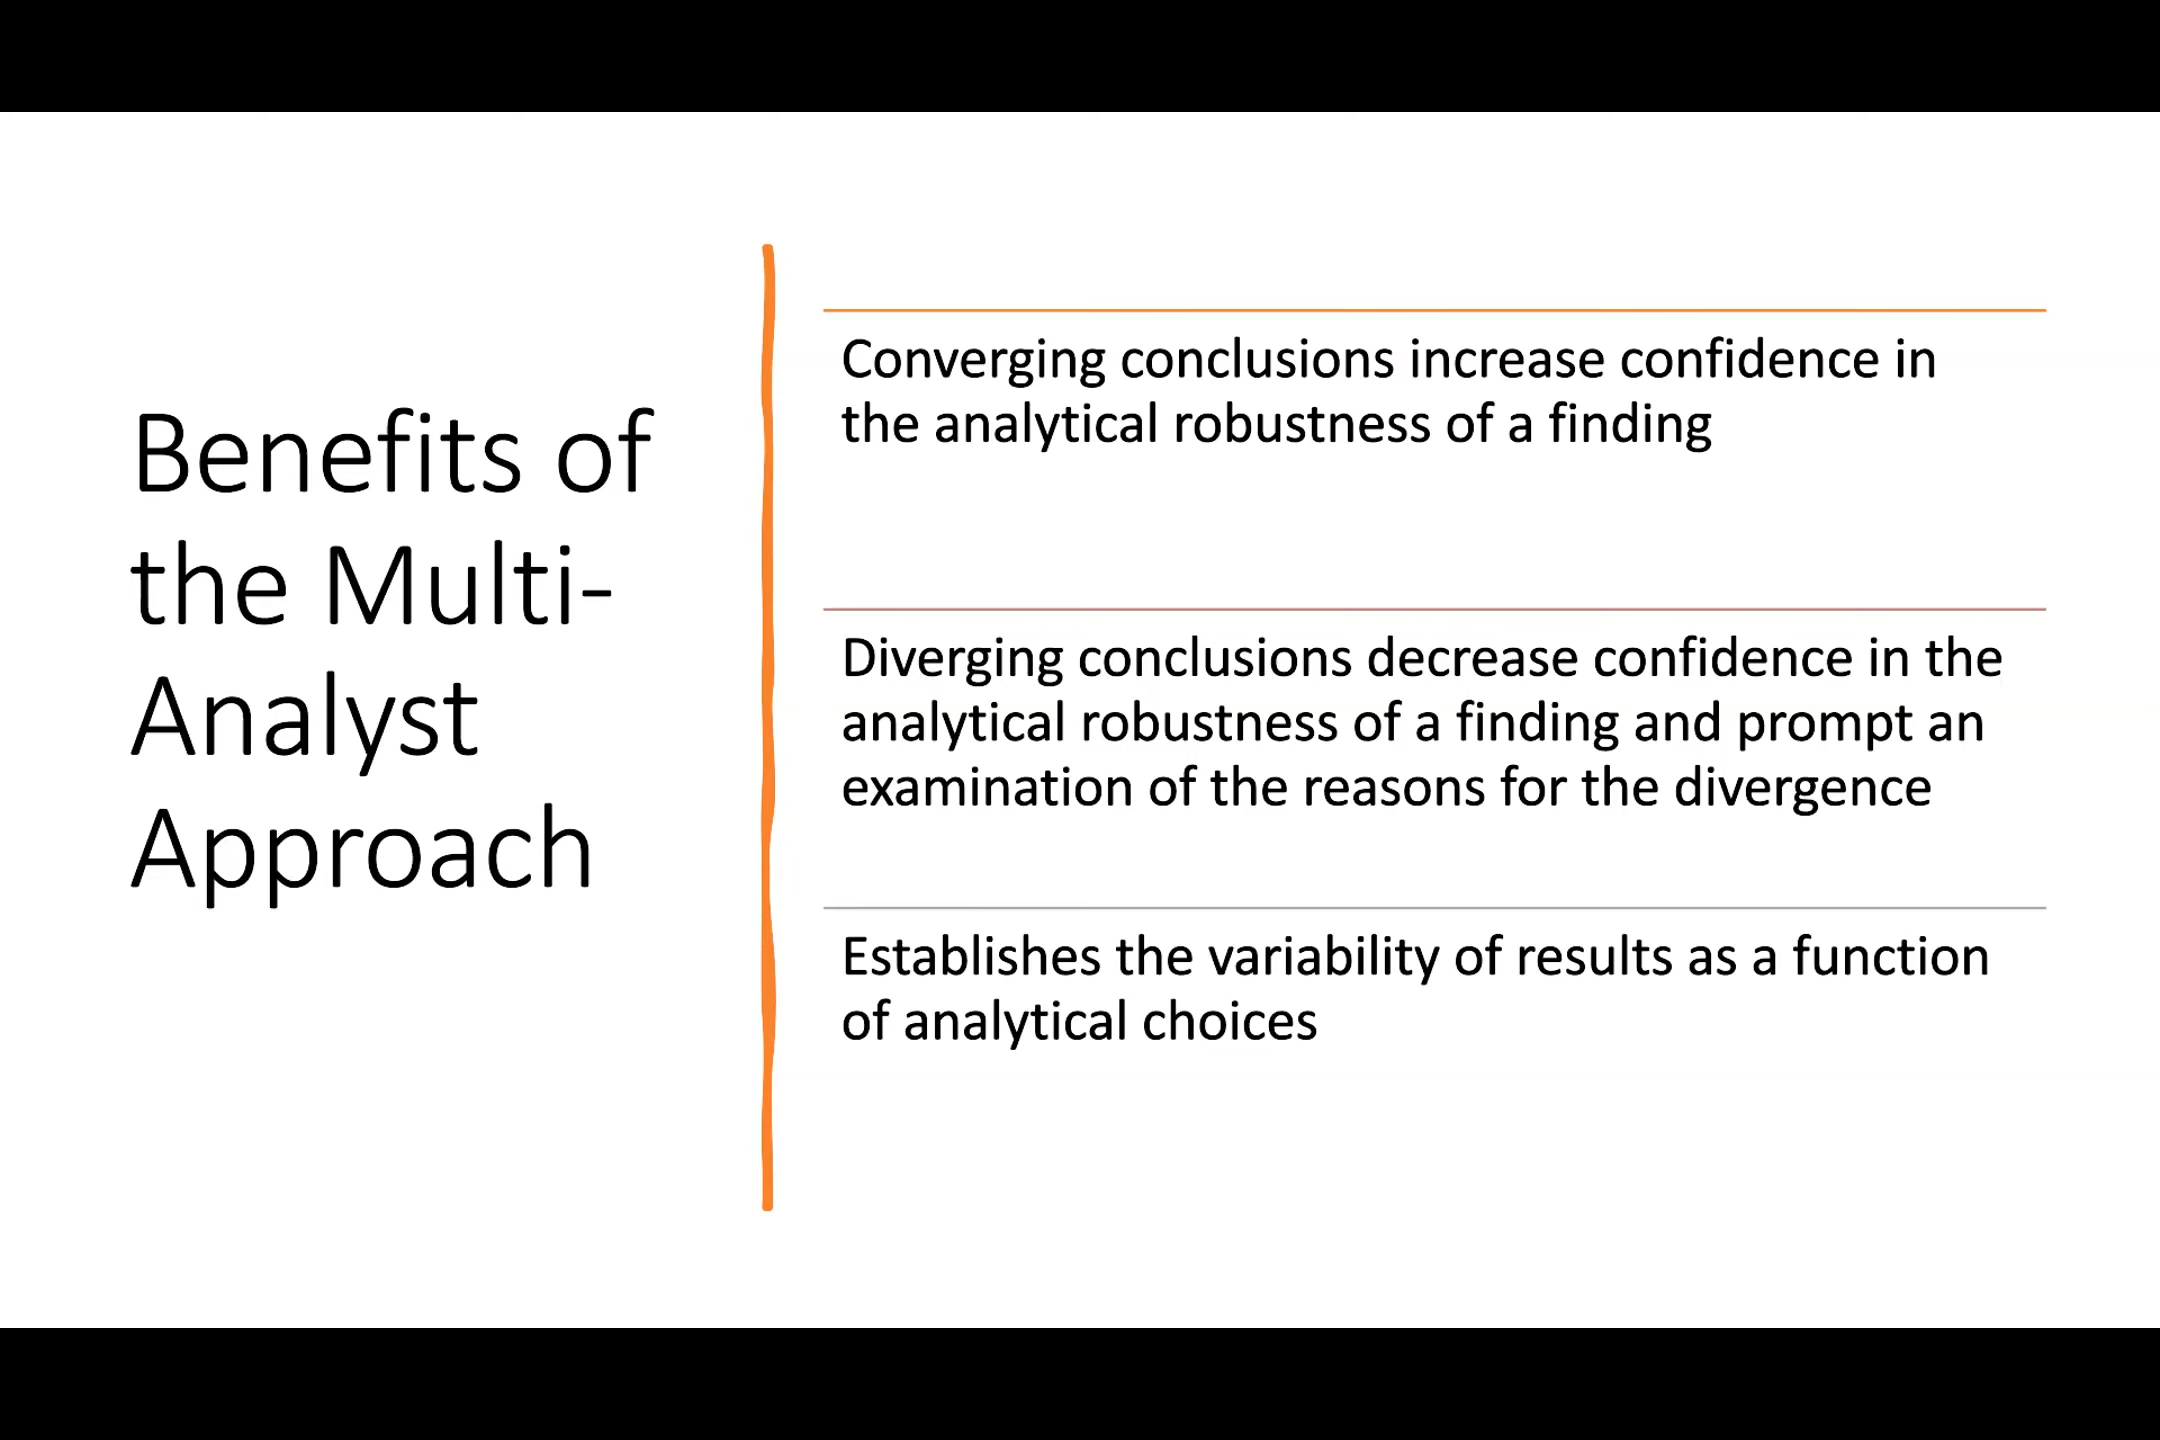 Benefits of
the Multi-
Analyst
Approach
Converging conclusions increase confidence in
the analytical robustness of a finding
Diverging conclusions decrease confidence in the
analytical robustness of a finding and prompt an
examination of the reasons for the divergence
Establishes the variability of results as a function
of analytical choices